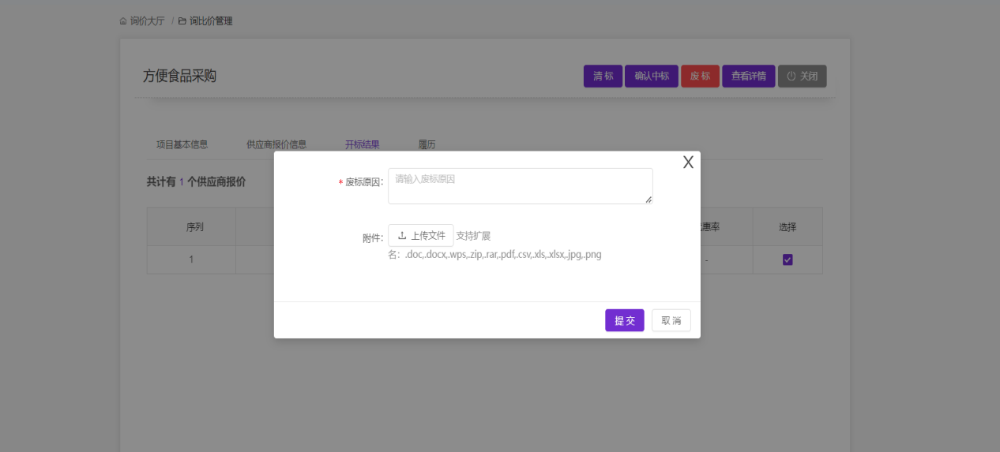 询价大厅 / 询比价管理
方便食品采购
清 标 确认中标 废 标 查看详情 关闭
项目基本信息 供应商报价信息 开标结果 履历
X
共计有 1 个供应商报价
* 废标原因: 请输入废标原因
序列 惠率 选择
附件: 上传文件 支持扩展
名: .doc,.docx,.wps,.zip,.rar,.pdf,.csv,.xls,.xlsx,.jpg,.png
1 -
提 交 取 消